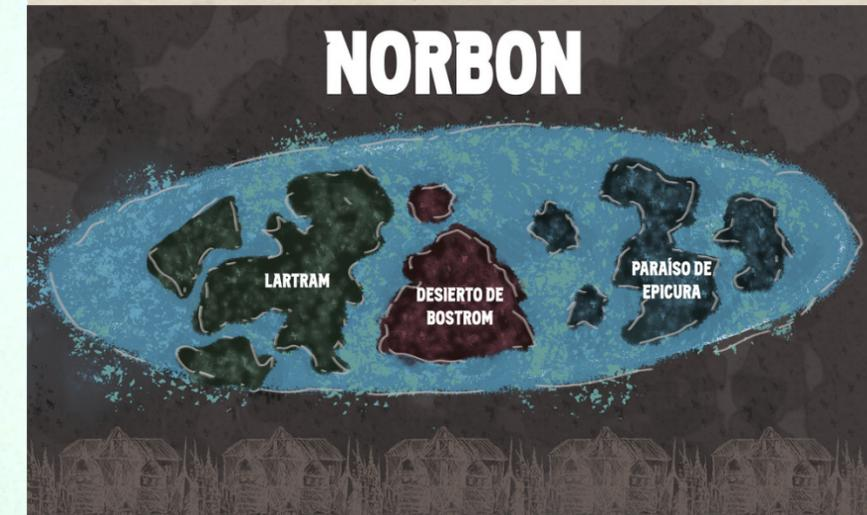 NORBON
LARTRAM
DESIERTO DE
BOSTROM
PARAÍSO DE
EPICURA